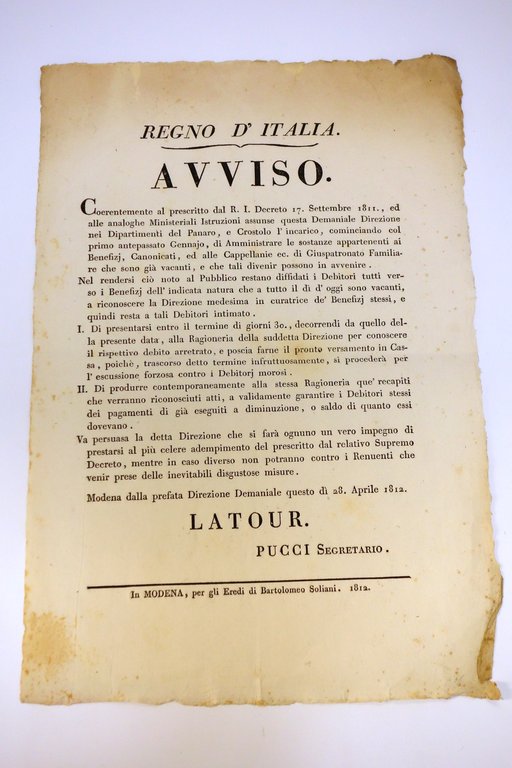 REGNO D' ITALIA.
AVVISO.
Coerentemente al prescritto dal R. I. Decreto 17. Settembre 1811., ed
alle analoghe Ministeriali Istruzioni assunse questa Demaniale Direzione
nei Dipartimenti del Panaro, e Crostolo l' incarico, cominciando col
primo antepassato Gennajo, di Amministrare le sostanze appartenenti ai
Benefizj, Canonicati, ed alle Cappellanie ec. di Giuspatronato Familia-
re che sono già vacanti, e che tali divenir possono in avvenire.
Nel rendersi ciò noto al Pubblico restano diffidati i Debitori tutti ver-
so i Benefizj dell' indicata natura che a tutto il dì d' oggi sono vacanti,
a riconoscere la Direzione medesima in curatrice de' Benefizj stessi, e
quindi resta a tali Debitori intimato.
I. Di presentarsi entro il termine di giorni 30., decorrendi da quello del-
la presente data, alla Ragioneria della suddetta Direzione per conoscere
il rispettivo debito arretrato, e poscia farne il pronto versamento in Cas-
sa, poichè, trascorso detto termine infruttuosamente, si procederà per
l' escussione forzosa contro i Debitorj morosi.
II. Di produrre contemporaneamente alla stessa Ragioneria que' recapiti
che verranno riconosciuti atti, a validamente garantire i Debitori stessi
dei pagamenti di già eseguiti a diminuzione, o saldo di quanto essi
dovevano.
Va persuasa la detta Direzione che si farà ognuno un vero impegno di
prestarsi al più celere adempimento del prescritto dal relativo Supremo
Decreto, mentre in caso diverso non potranno contro i Renuenti che
venir prese delle inevitabili disgustose misure.
Modena dalla prefata Direzione Demaniale questo dì 28. Aprile 1812.
LATOUR.
PUCCI SEGRETARIO.
In MODENA, per gli Eredi di Bartolomeo Soliani. 1812.